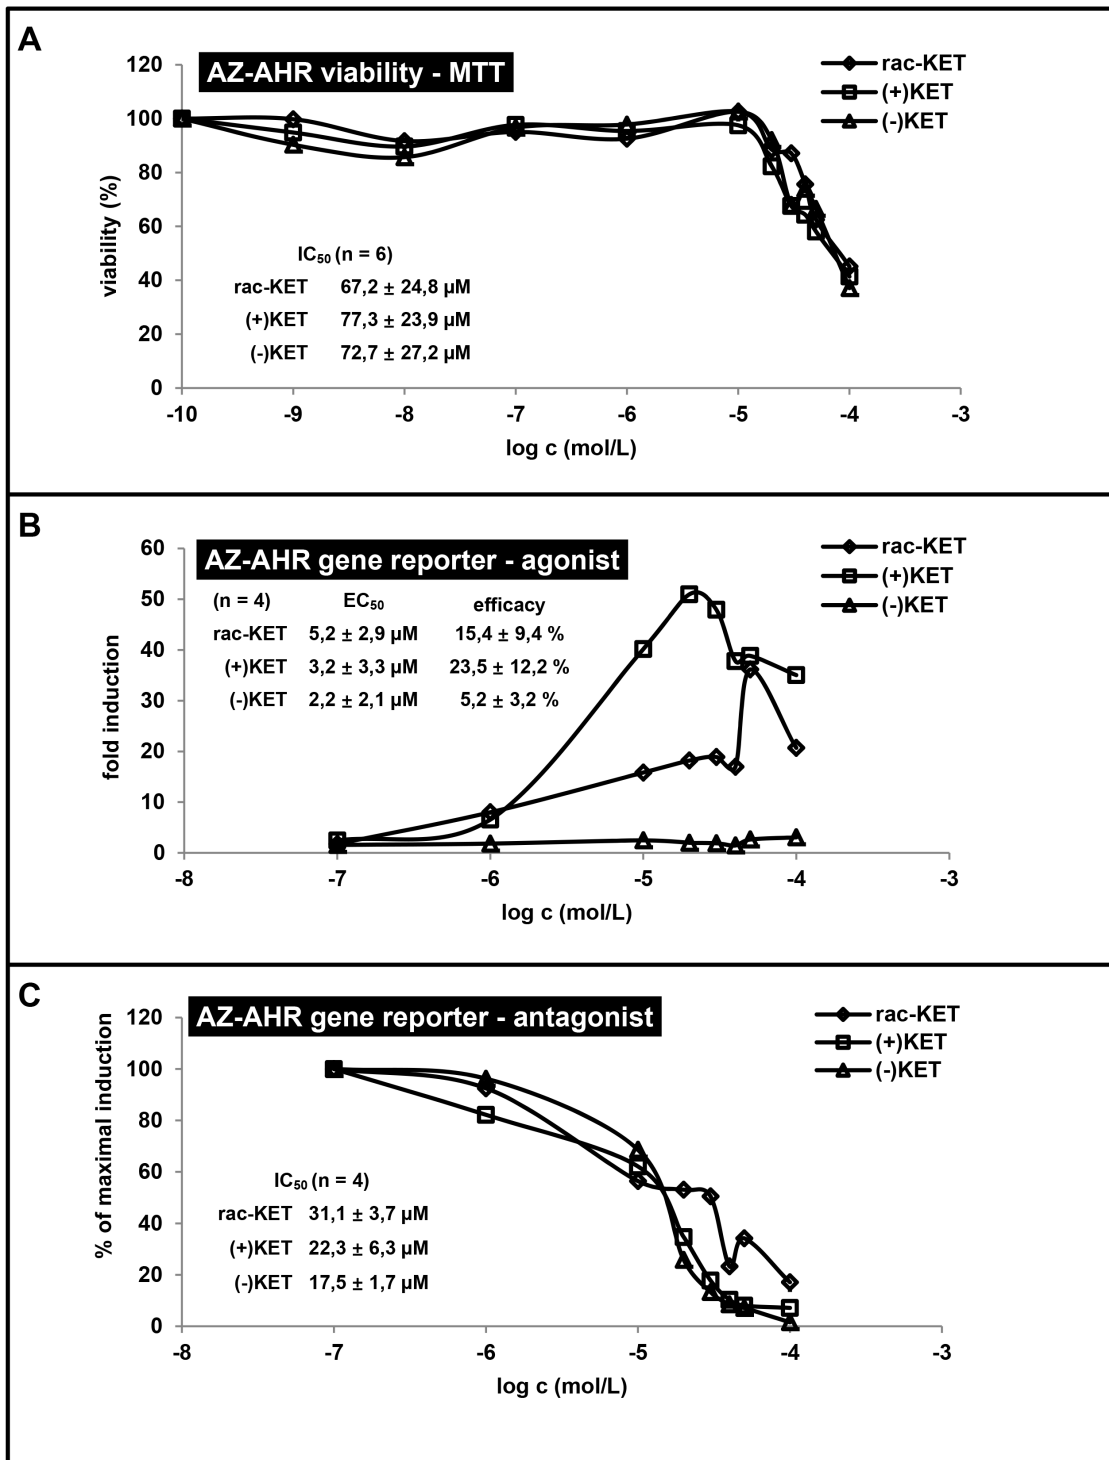 A
AZ-AHR viability - MTT
rac-KET
(+)KET
(-)KET
120
100
80
60
40
20
0
viability (%)
IC50 (n = 6)
rac-KET 67,2 ± 24,8 µM
(+)KET 77,3 ± 23,9 µM
(-)KET 72,7 ± 27,2 µM
-10 -9 -8 -7 -6 -5 -4 -3
log c (mol/L)
B
AZ-AHR gene reporter - agonist
rac-KET
(+)KET
(-)KET
60
50
40
30
20
10
0
fold induction
(n = 4) EC50 efficacy
rac-KET 5,2 ± 2,9 µM 15,4 ± 9,4 %
(+)KET 3,2 ± 3,3 µM 23,5 ± 12,2 %
(-)KET 2,2 ± 2,1 µM 5,2 ± 3,2 %
-8 -7 -6 -5 -4 -3
log c (mol/L)
C
AZ-AHR gene reporter - antagonist
rac-KET
(+)KET
(-)KET
120
100
80
60
40
20
0
% of maximal induction
IC50 (n = 4)
rac-KET 31,1 ± 3,7 µM
(+)KET 22,3 ± 6,3 µM
(-)KET 17,5 ± 1,7 µM
-8 -7 -6 -5 -4 -3
log c (mol/L)